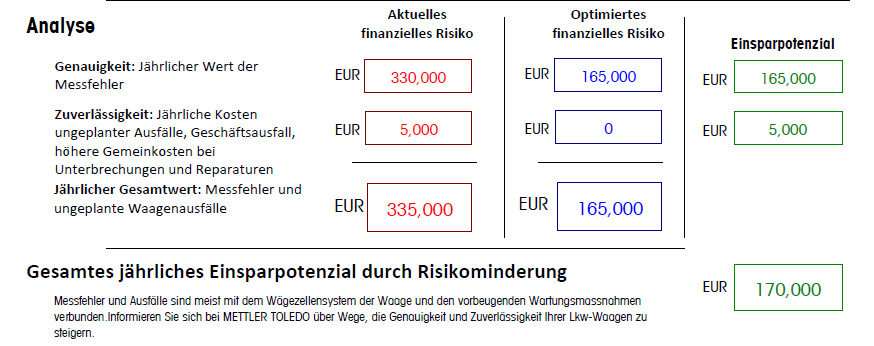 Analyse
Aktuelles
finanzielles Risiko
Optimiertes
finanzielles Risiko
Einsparpotenzial
Genauigkeit: Jährlicher Wert der
Messfehler
EUR 330,000
EUR 165,000
EUR 165,000
Zuverlässigkeit: Jährliche Kosten
ungeplanter Ausfälle, Geschäftsausfall,
höhere Gemeinkosten bei
Unterbrechungen und Reparaturen
EUR 5,000
EUR 0
EUR 5,000
Jährlicher Gesamtwert: Messfehler und
ungeplante Waagenausfälle
EUR 335,000
EUR 165,000
Gesamtes jährliches Einsparpotenzial durch Risikominderung
EUR 170,000
Messfehler und Ausfälle sind meist mit dem Wägezellensystem der Waage und den vorbeugenden Wartungsmassnahmen
verbunden.Informieren Sie sich bei METTLER TOLEDO über Wege, die Genauigkeit und Zuverlässigkeit Ihrer Lkw-Waagen zu
steigern.